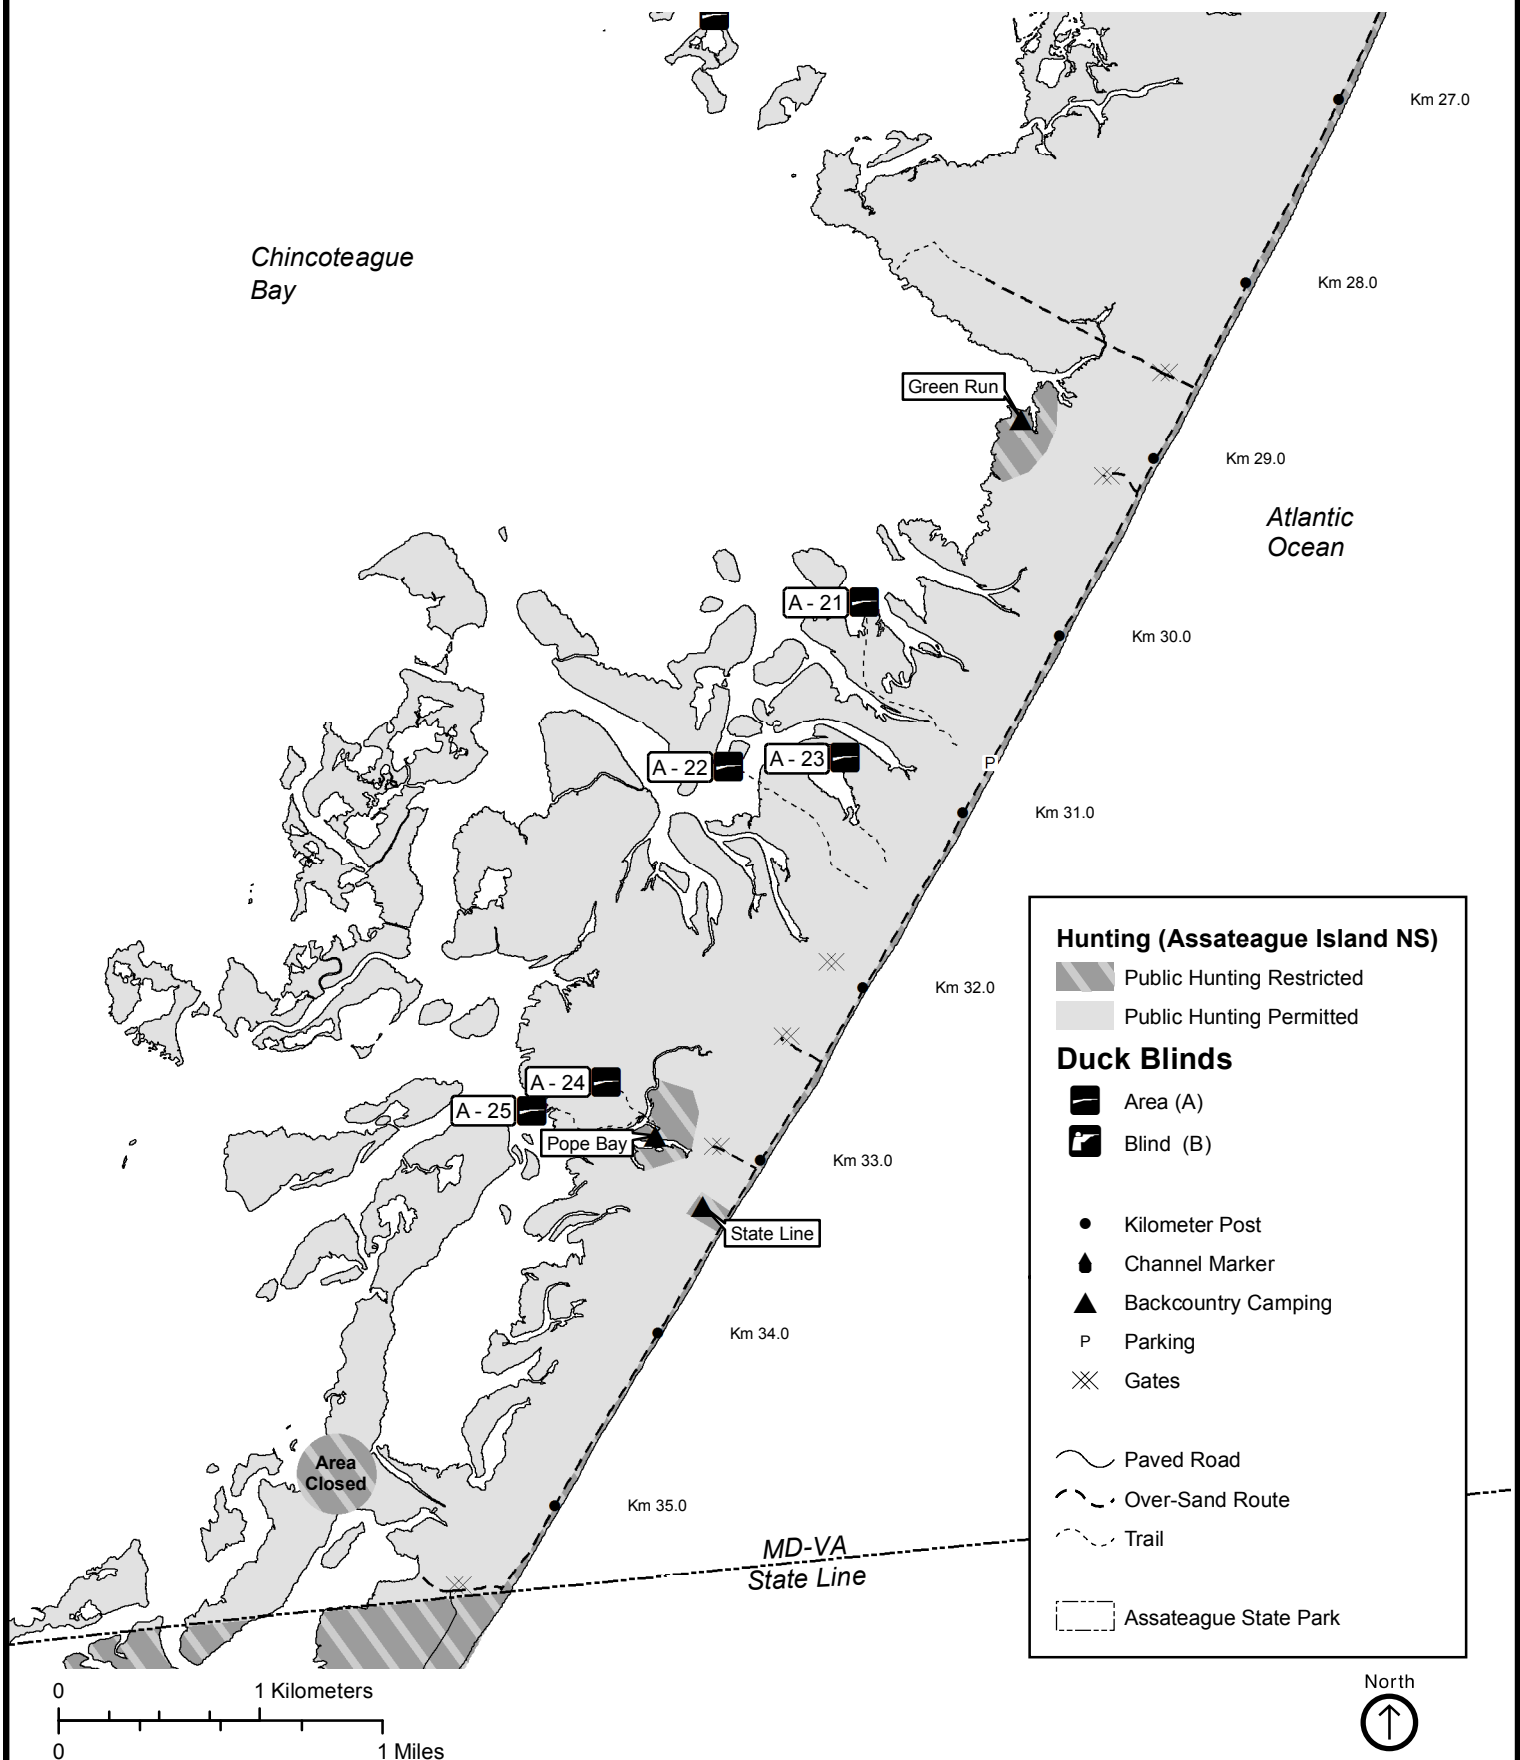 Km 27.0
Chincoteague
Bay
Km 28.0
Green Run
Km 29.0
Atlantic
Ocean
A - 21
Km 30.0
A - 22
A - 23
P
Km 31.0
Km 32.0
A - 24
A - 25
Pope Bay
Km 33.0
State Line
Km 34.0
Area
Closed
Km 35.0
MD-VA
State Line
Hunting (Assateague Island NS)
Public Hunting Restricted
Public Hunting Permitted
Duck Blinds
Area (A)
Blind (B)
Kilometer Post
Channel Marker
Backcountry Camping
P Parking
Gates
Paved Road
Over-Sand Route
Trail
Assateague State Park
0 1 Kilometers
0 1 Miles
North